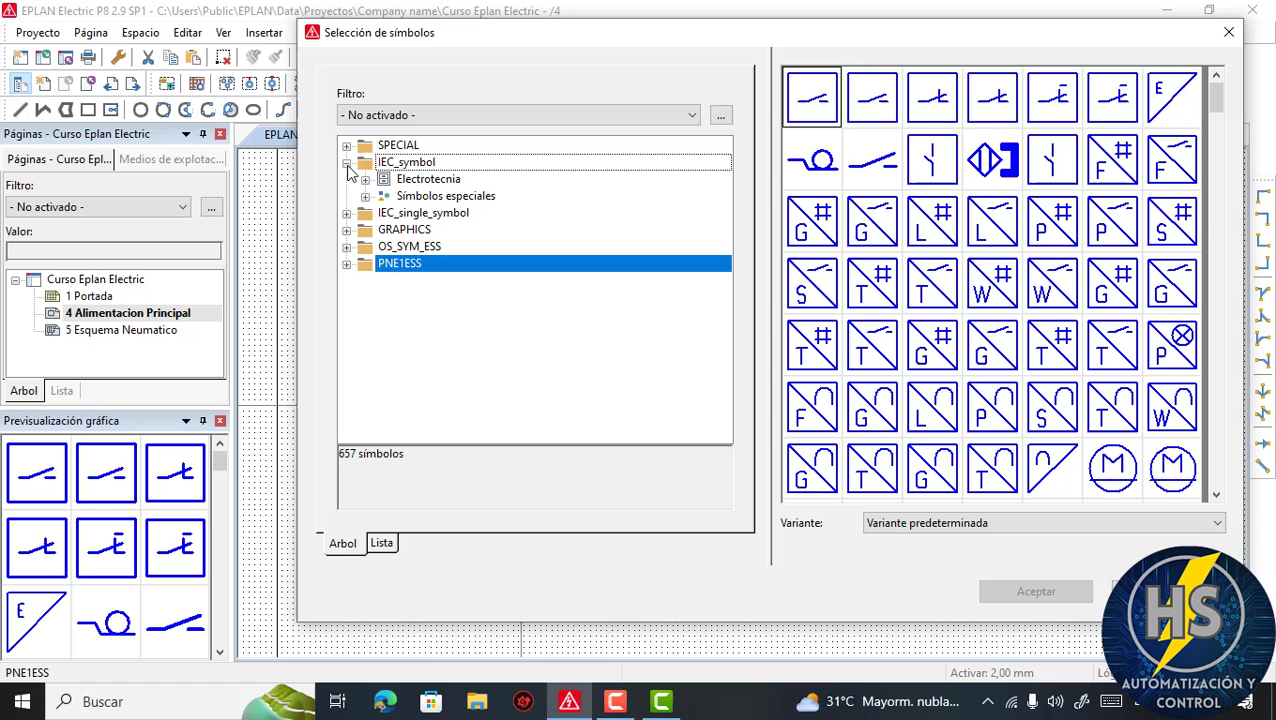 EPLAN Electric P8 2.9 SP1 - C:\Users\Public\EPLAN\Data\Proyectos\Company name\Curso Eplan Electric - /4
Proyecto Página Espacio Editar Ver Insertar
Selección de símbolos
Páginas - Curso Eplan Electric
EPLAN
Páginas - Curso Epl... Medios de explotac...
Filtro:
- No activado -
...
Valor:
Curso Eplan Electric
1 Portada
4 Alimentacion Principal
5 Esquema Neumatico
Arbol Lista
Previsualización gráfica
E
Filtro:
- No activado -
...
SPECIAL
IEC_symbol
Electrotecnia
Símbolos especiales
IEC_single_symbol
GRAPHICS
OS_SYM_ESS
PNE1ESS
657 símbolos
Arbol Lista
E
F F
G G L L P P S
S T T W W G G
T T G G T T P
F G L P S T W
G L G T M M
Variante: Variante predeterminada
Aceptar
PNE1ESS
Activar: 2,00 mm
HS
AUTOMATIZACIÓN Y
CONTROL
Buscar
31°C Mayorm. nubla...